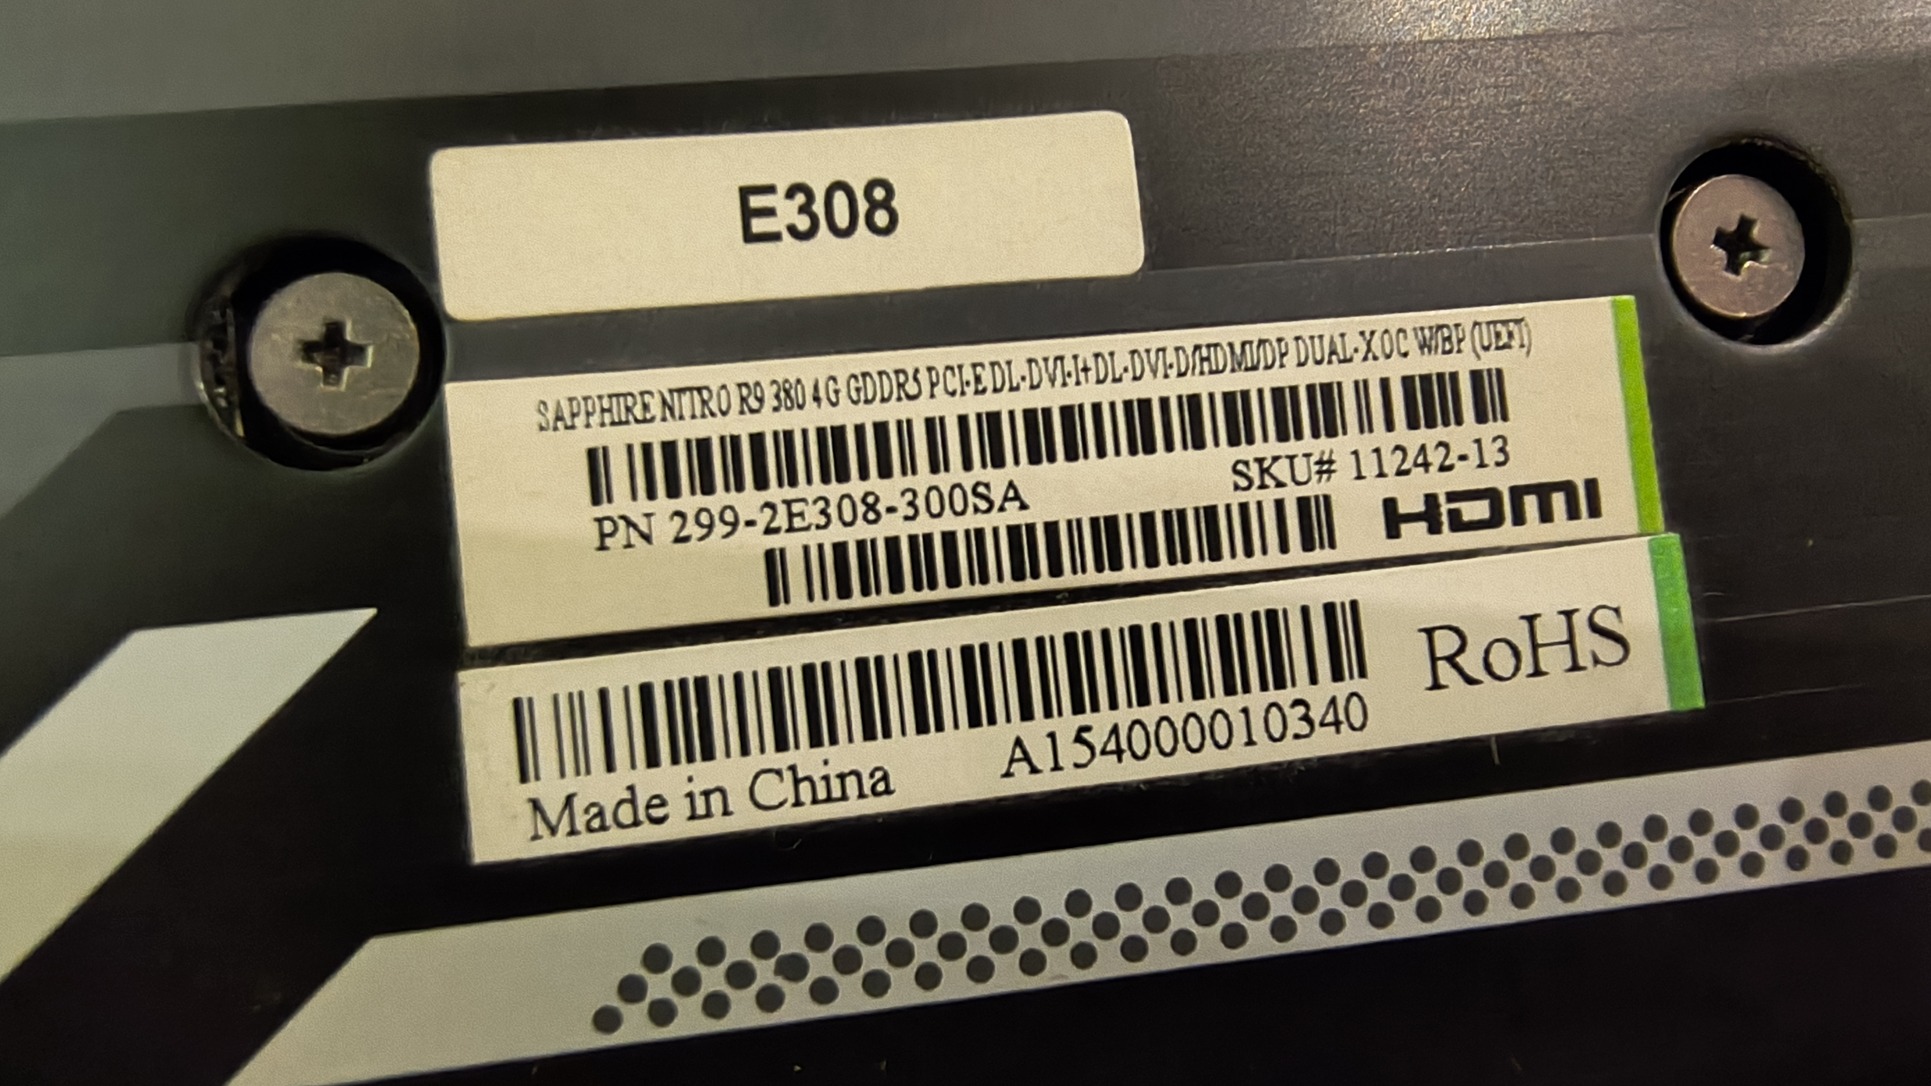 E308
SAPPHIRE NITRO R9 380 4G GDDR5 PCI-E DL-DVI-I+DL-DVI-D/HDMI/DP DUAL-X OC W/BP (UEFI)
PN 299-2E308-300SA SKU# 11242-13
HDMI
RoHS
Made in China A154000010340